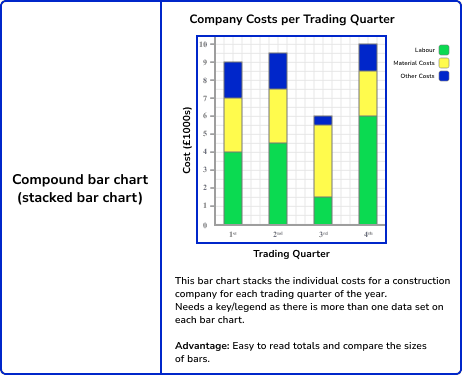 Compound bar chart
(stacked bar chart)
Company Costs per Trading Quarter
Cost (£1000s)
10
9
8
7
6
5
4
3
2
1
0
1st
2nd
3rd
4th
Trading Quarter
Labour
Material Costs
Other Costs
This bar chart stacks the individual costs for a construction
company for each trading quarter of the year.
Needs a key/legend as there is more than one data set on
each bar chart.
Advantage: Easy to read totals and compare the sizes
of bars.